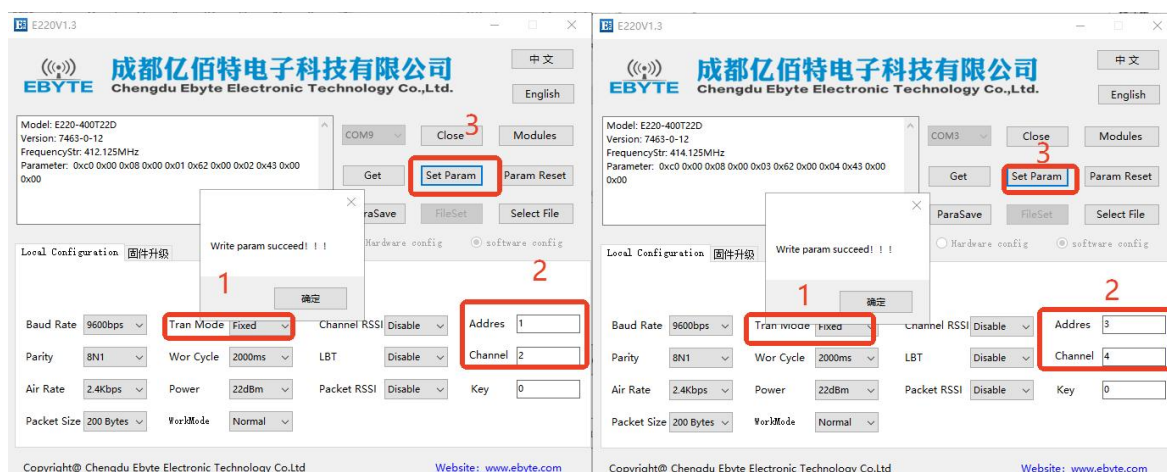 E220V1.3
中文
EBYTE
成都亿佰特电子科技有限公司
Chengdu Ebyte Electronic Technology Co.,Ltd.
English
Model: E220-400T22D
Version: 7463-0-12
FrequencyStr: 412.125MHz
Parameter: 0xc0 0x00 0x08 0x00 0x01 0x62 0x00 0x02 0x43 0x00
0x00
COM9 Close 3 Modules
Get Set Param Param Reset
raSave FileSet Select File
Hardware config software config
Write param succeed! ! !
确定
Local Configuration 固件升级
1 2
Baud Rate 9600bps Tran Mode Fixed Channel RSSI Disable Addres 1
Parity 8N1 Wor Cycle 2000ms LBT Disable Channel 2
Air Rate 2.4Kbps Power 22dBm Packet RSSI Disable Key 0
Packet Size 200 Bytes WorkMode Normal
Copyright@ Chengdu Ebyte Electronic Technology Co.Ltd Website: www.ebyte.com
E220V1.3
中文
EBYTE
成都亿佰特电子科技有限公司
Chengdu Ebyte Electronic Technology Co.,Ltd.
English
Model: E220-400T22D
Version: 7463-0-12
FrequencyStr: 414.125MHz
Parameter: 0xc0 0x00 0x08 0x00 0x03 0x62 0x00 0x04 0x43 0x00
0x00
COM3 Close Modules
3
Get Set Param Param Reset
ParaSave FileSet Select File
Hardware config software config
Write param succeed! ! !
确定
Local Configuration 固件升级
1 2
Baud Rate 9600bps Tran Mode Fixed Channel RSSI Disable Addres 3
Parity 8N1 Wor Cycle 2000ms LBT Disable Channel 4
Air Rate 2.4Kbps Power 22dBm Packet RSSI Disable Key 0
Packet Size 200 Bytes WorkMode Normal
Copyright@ Chengdu Ebyte Electronic Technology Co.Ltd Website: www.ebyte.com